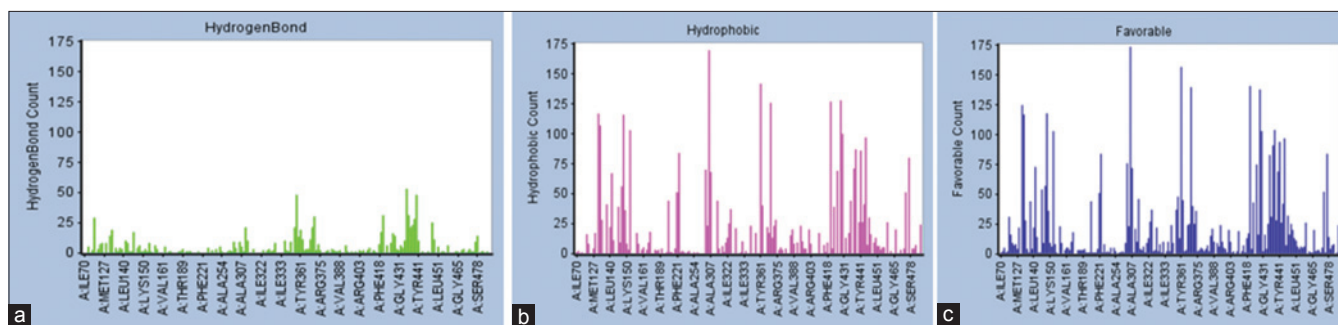 HydrogenBond
175
150
125
100
75
50
25
0
HydrogenBond Count
A:ILE70
A:MET127
A:LEU140
A:LYS150
A:VAL161
A:THR189
A:PHE221
A:ALA254
A:ALA307
A:ILE322
A:ILE333
A:TYR361
A:ARG375
A:VAL388
A:ARG403
A:PHE418
A:GLY431
A:TYR441
A:LEU451
A:GLY465
A:SER478
a
Hydrophobic
175
150
125
100
75
50
25
0
Hydrophobic Count
A:ILE70
A:MET127
A:LEU140
A:LYS150
A:VAL161
A:THR189
A:PHE221
A:ALA254
A:ALA307
A:ILE322
A:ILE333
A:TYR361
A:ARG375
A:VAL388
A:ARG403
A:PHE418
A:GLY431
A:TYR441
A:LEU451
A:GLY465
A:SER478
b
Favorable
175
150
125
100
75
50
25
0
Favorable Count
A:ILE70
A:MET127
A:LEU140
A:LYS150
A:VAL161
A:THR189
A:PHE221
A:ALA254
A:ALA307
A:ILE322
A:ILE333
A:TYR361
A:ARG375
A:VAL388
A:ARG403
A:PHE418
A:GLY431
A:TYR441
A:LEU451
A:GLY465
A:SER478
c